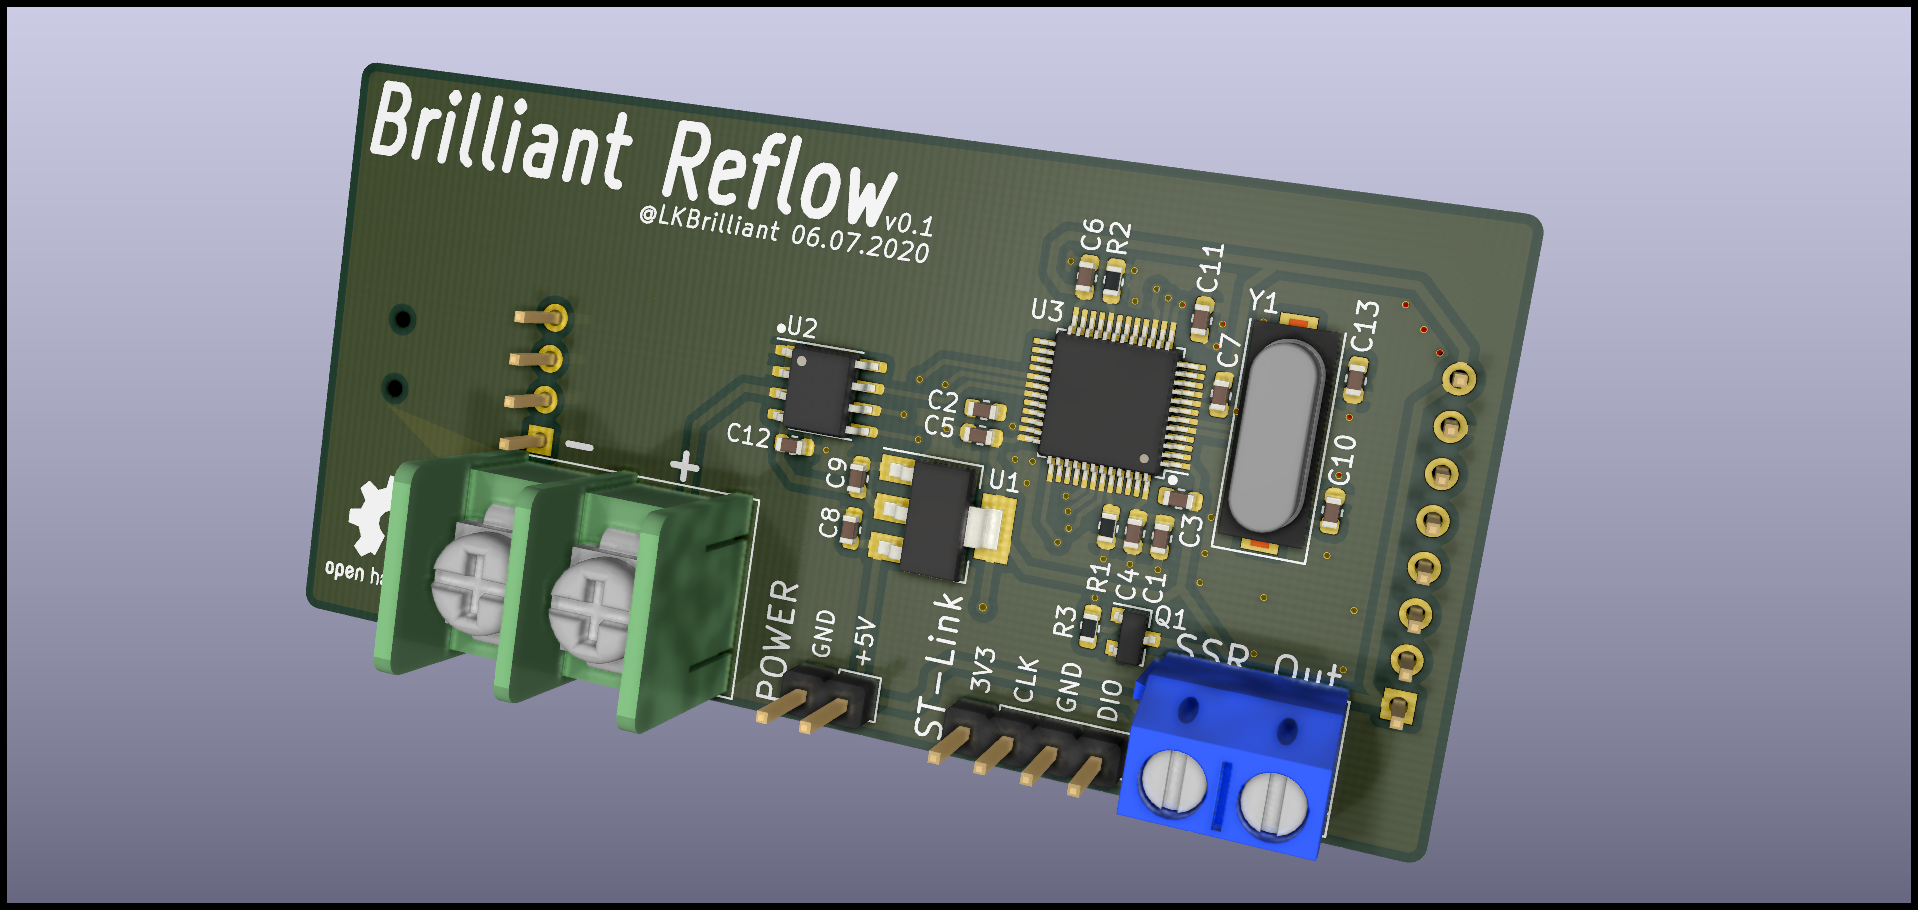 Brilliant Reflow
v0.1
@LKBrilliant 06.07.2020
C6
R2
C11
U3
Y1
C13
U2
C7
C2
C5
C12
C10
C9
U1
C8
C3
R1
C4
C1
R3
Q1
- +
open
POWER
GND
+5V
ST-Link
3V3
CLK
GND
DIO
SSR Out